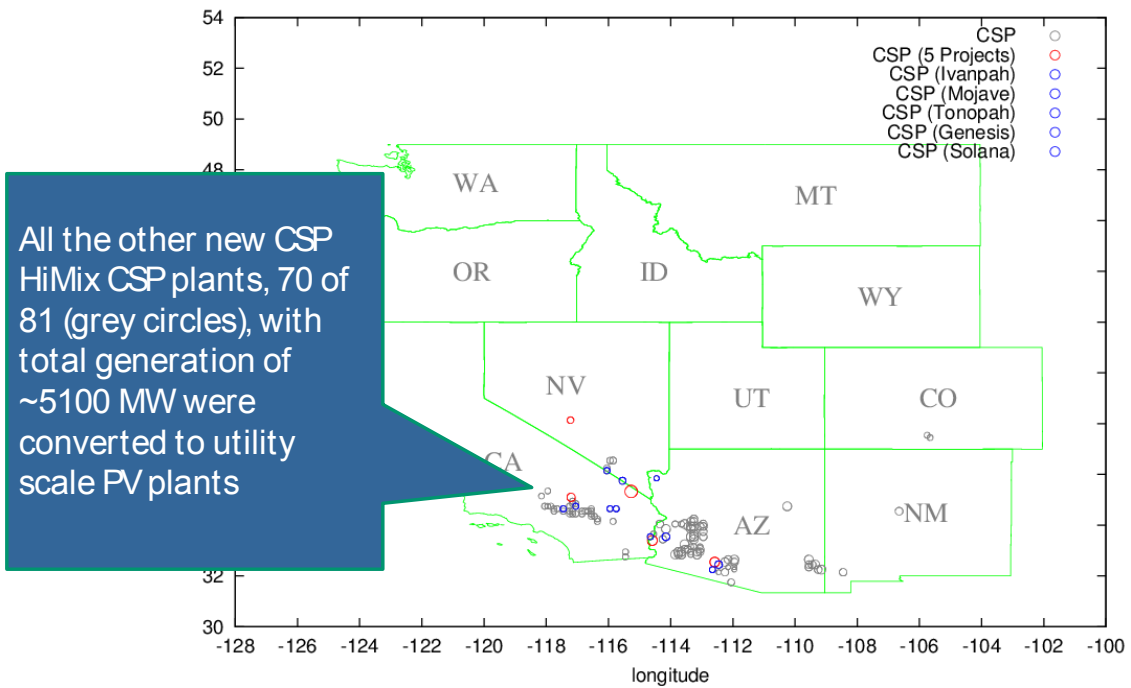 54
52
50
48
32
30
-128
-126
-124
-122
-120
-118
-116
-114
-112
-110
-108
-106
-104
-102
-100
longitude
CSP
CSP (5 Projects)
CSP (Ivanpah)
CSP (Mojave)
CSP (Tonopah)
CSP (Genesis)
CSP (Solana)
WA
MT
OR
ID
WY
NV
UT
CO
CA
AZ
NM
All the other new CSP
HiMix CSP plants, 70 of
81 (grey circles), with
total generation of
~5100 MW were
converted to utility
scale PV plants